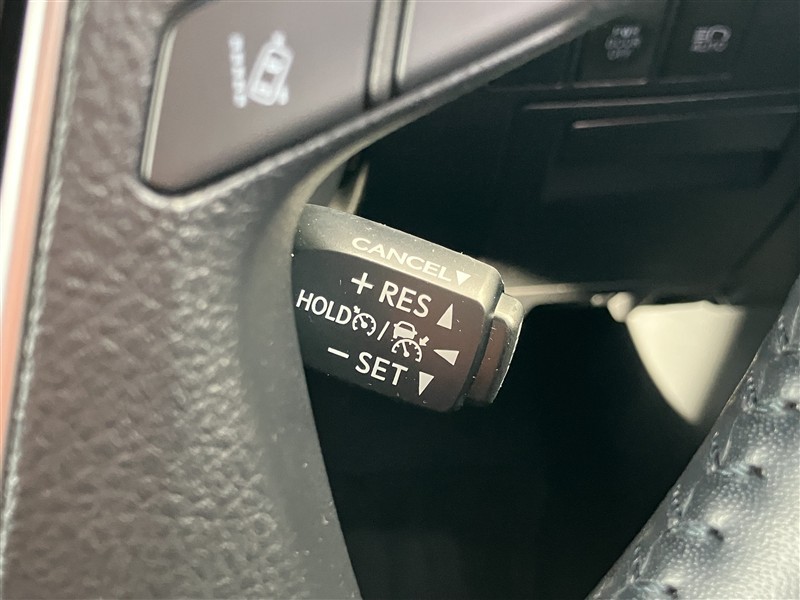 CANCEL▼
+ RES ▲
HOLD / ◀
− SET ▼